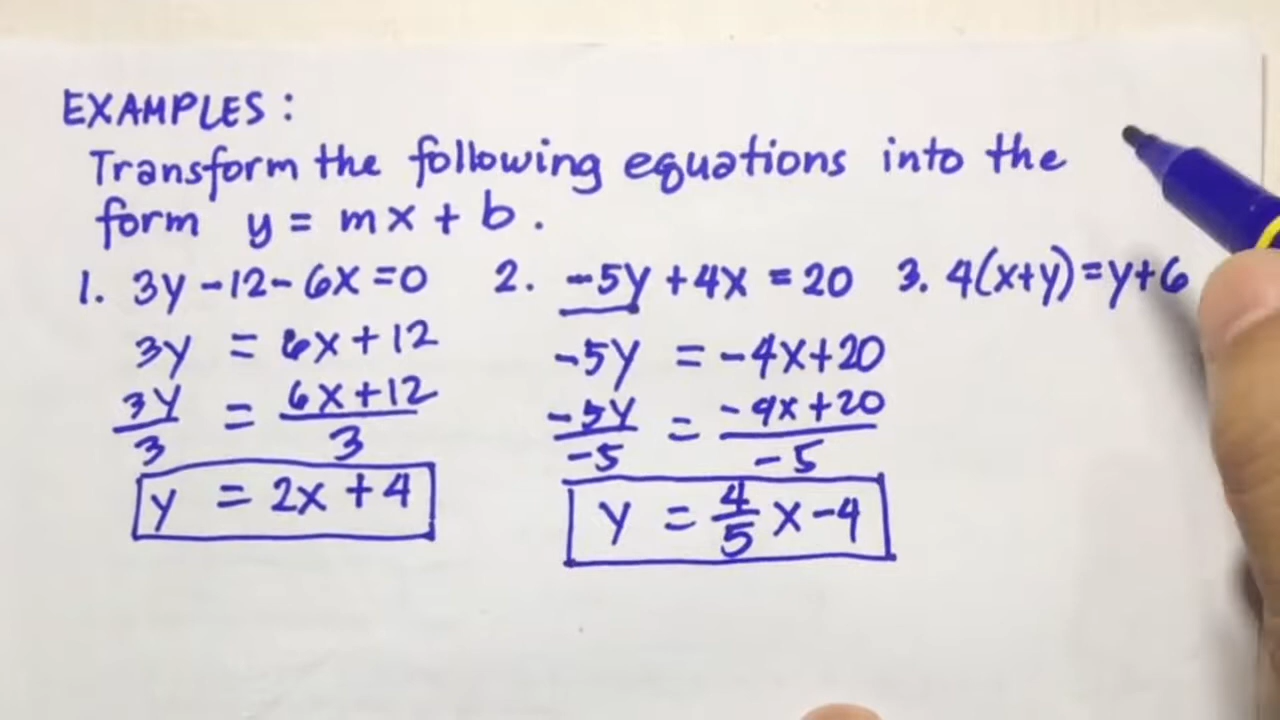 EXAMPLES:
Transform the following equations into the
form y = mx + b.
1. 3y - 12 - 6x = 0 2. -5y + 4x = 20 3. 4(x+y) = y+6
3y = 6x + 12 -5y = -4x + 20
3y/3 = 6x + 12/3 -5y/-5 = -4x + 20/-5
y = 2x + 4 y = 4/5 x - 4